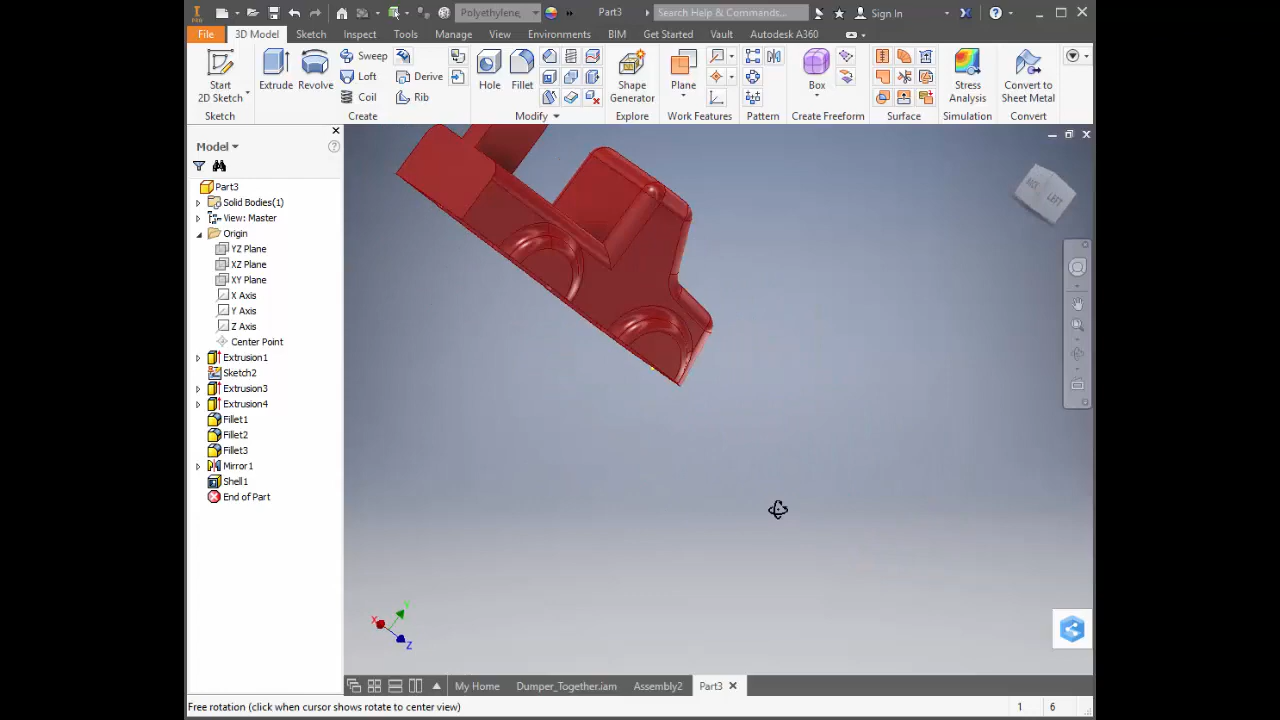 Polyethylene,
Part3
Search Help & Commands...
Sign In
File
3D Model
Sketch
Inspect
Tools
Manage
View
Environments
BIM
Get Started
Vault
Autodesk A360
Start
2D Sketch
Sketch
Extrude
Revolve
Sweep
Loft
Coil
Derive
Rib
Create
Hole
Fillet
Modify
Shape
Generator
Explore
Plane
Work Features
Pattern
Box
Create Freeform
Surface
Stress
Analysis
Simulation
Convert to
Sheet Metal
Convert
Model
Part3
Solid Bodies(1)
View: Master
Origin
YZ Plane
XZ Plane
XY Plane
X Axis
Y Axis
Z Axis
Center Point
Extrusion1
Sketch2
Extrusion3
Extrusion4
Fillet1
Fillet2
Fillet3
Mirror1
Shell1
End of Part
LEFT
X
Y
Z
My Home
Dumper_Together.iam
Assembly2
Part3
Free rotation (click when cursor shows rotate to center view)
1
6